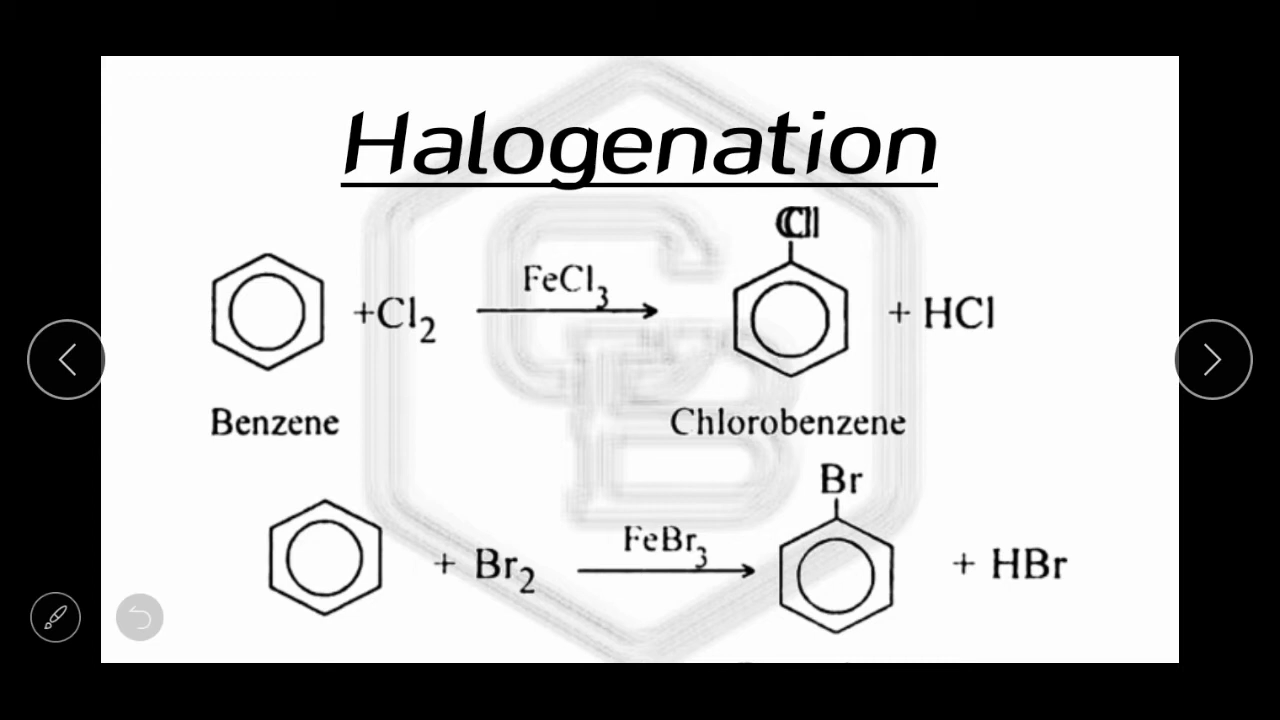 Halogenation
Cl
+Cl2 FeCl3 + HCl
Benzene Chlorobenzene
Br
+ Br2 FeBr3 + HBr